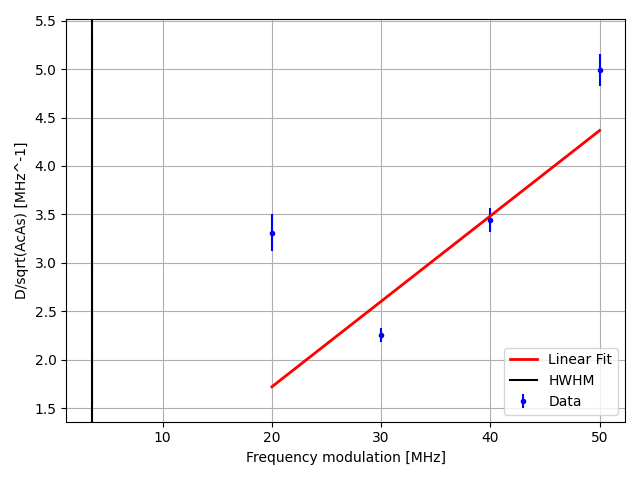 5.5
5.0
4.5
4.0
3.5
3.0
2.5
2.0
1.5
D/sqrt(AcAs) [MHz^-1]
Linear Fit
HWHM
Data
10 20 30 40 50
Frequency modulation [MHz]